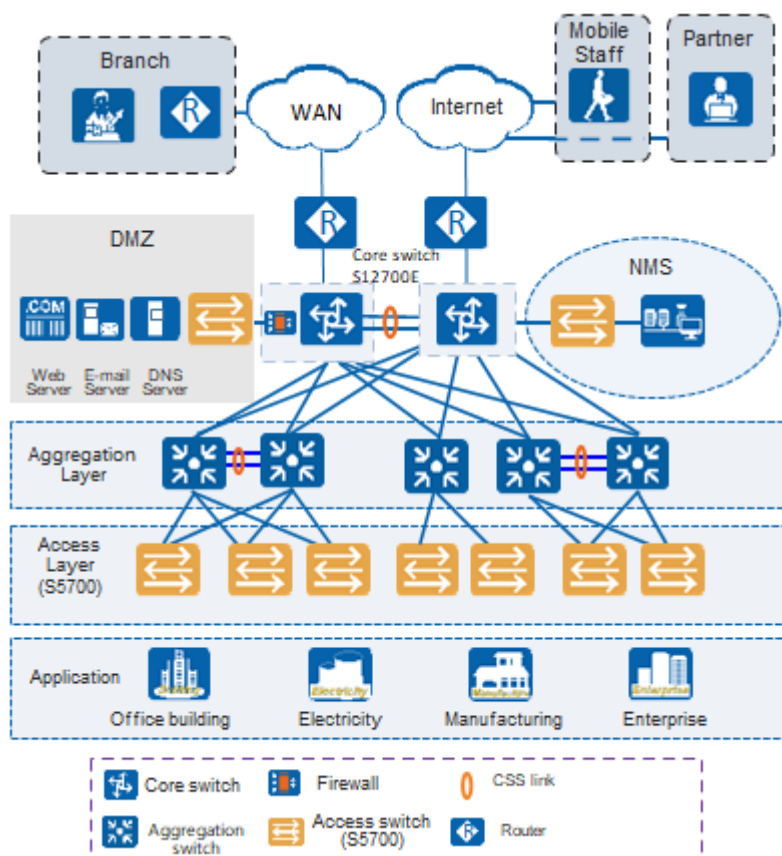 Branch
WAN
Internet
Mobile
Staff
Partner
R
R
R
DMZ
Core switch
S12700E
NMS
.COM
Web
Server
E-mail
Server
DNS
Server
Aggregation
Layer
Access
Layer
(S5700)
Application
Electricity
Enterprise
Office building
Electricity
Manufacturing
Enterprise
Core switch
Firewall
CSS link
Aggregation
switch
Access switch
(S5700)
R
Router